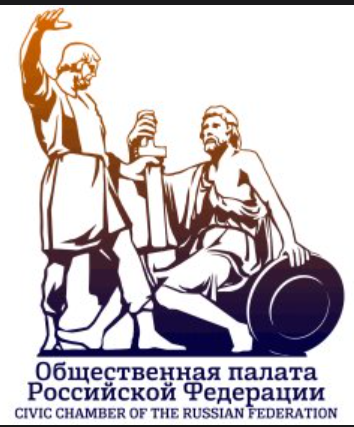 Общественная палата
Российской Федерации
CIVIC CHAMBER OF THE RUSSIAN FEDERATION